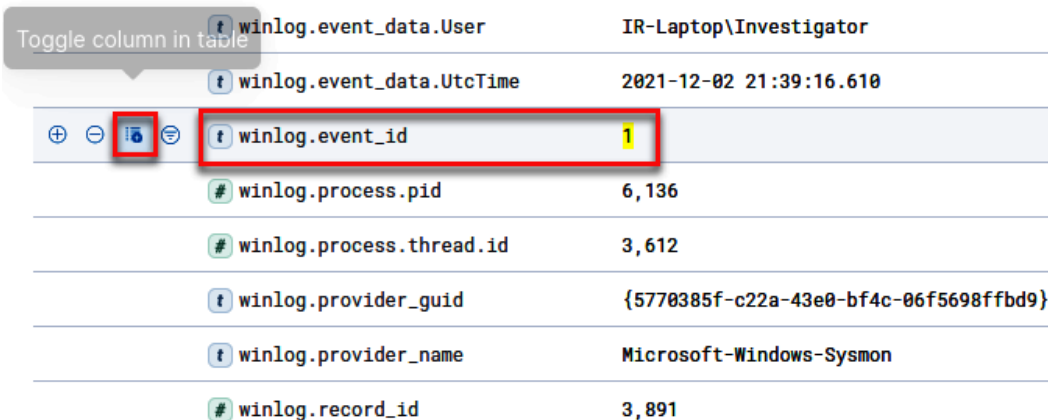 winlog.event_data.User IR-Laptop\Investigator
Toggle column in table
t winlog.event_data.UtcTime 2021-12-02 21:39:16.610
t winlog.event_id 1
# winlog.process.pid 6,136
# winlog.process.thread.id 3,612
t winlog.provider_guid {5770385f-c22a-43e0-bf4c-06f5698ffbd9}
t winlog.provider_name Microsoft-Windows-Sysmon
# winlog.record_id 3,891